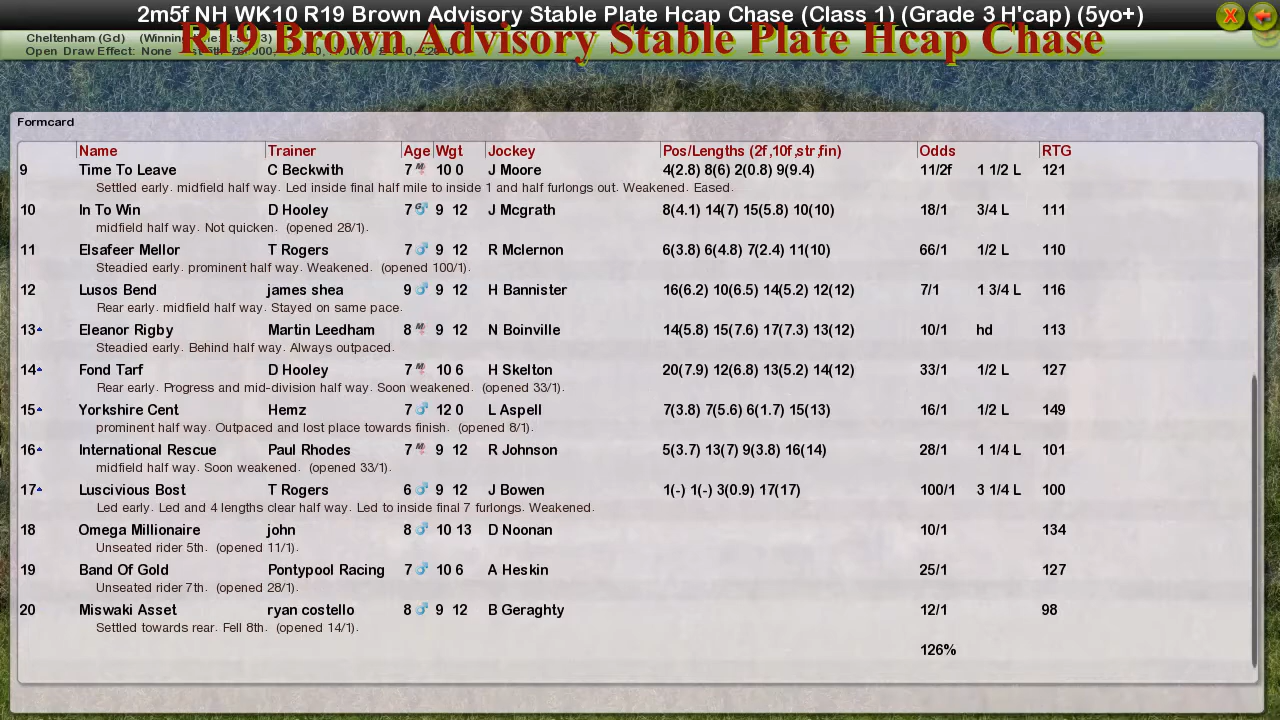 2m5f NH WK10 R19 Brown Advisory Stable Plate Hcap Chase (Class 1) (Grade 3 H'cap) (5yo+)
R19 Brown Advisory Stable Plate Hcap Chase
Cheltenham (Gd) (Winning
Open Draw Effect: None
Formcard
Name Trainer Age Wgt Jockey Pos/Lengths (2f,10f,str,fin) Odds RTG
9 Time To Leave C Beckwith 7 10 0 J Moore 4(2.8) 8(6) 2(0.8) 9(9.4) 11/2f 1 1/2 L 121
Settled early. midfield half way. Led inside final half mile to inside 1 and half furlongs out. Weakened. Eased.
10 In To Win D Hooley 7 9 12 J Mcgrath 8(4.1) 14(7) 15(5.8) 10(10) 18/1 3/4 L 111
midfield half way. Not quicken. (opened 28/1).
11 Elsafeer Mellor T Rogers 7 9 12 R Mclernon 6(3.8) 6(4.8) 7(2.4) 11(10) 66/1 1/2 L 110
Steadied early. prominent half way. Weakened. (opened 100/1).
12 Lusos Bend james shea 9 9 12 H Bannister 16(6.2) 10(6.5) 14(5.2) 12(12) 7/1 1 3/4 L 116
Rear early. midfield half way. Stayed on same pace.
13 Eleanor Rigby Martin Leedham 8 9 12 N Boinville 14(5.8) 15(7.6) 17(7.3) 13(12) 10/1 hd 113
Steadied early. Behind half way. Always outpaced.
14 Fond Tarf D Hooley 7 10 6 H Skelton 20(7.9) 12(6.8) 13(5.2) 14(12) 33/1 1/2 L 127
Rear early. Progress and mid-division half way. Soon weakened. (opened 33/1).
15 Yorkshire Cent Hemz 7 12 0 L Aspell 7(3.8) 7(5.6) 6(1.7) 15(13) 16/1 1/2 L 149
prominent half way. Outpaced and lost place towards finish. (opened 8/1).
16 International Rescue Paul Rhodes 7 9 12 R Johnson 5(3.7) 13(7) 9(3.8) 16(14) 28/1 1 1/4 L 101
midfield half way. Soon weakened. (opened 33/1).
17 Luscivious Bost T Rogers 6 9 12 J Bowen 1(-) 1(-) 3(0.9) 17(17) 100/1 3 1/4 L 100
Led early. Led and 4 lengths clear half way. Led to inside final 7 furlongs. Weakened.
18 Omega Millionaire john 8 10 13 D Noonan 10/1 134
Unseated rider 5th. (opened 11/1).
19 Band Of Gold Pontypool Racing 7 10 6 A Heskin 25/1 127
Unseated rider 7th. (opened 28/1).
20 Miswaki Asset ryan costello 8 9 12 B Geraghty 12/1 98
Settled towards rear. Fell 8th. (opened 14/1).
126%